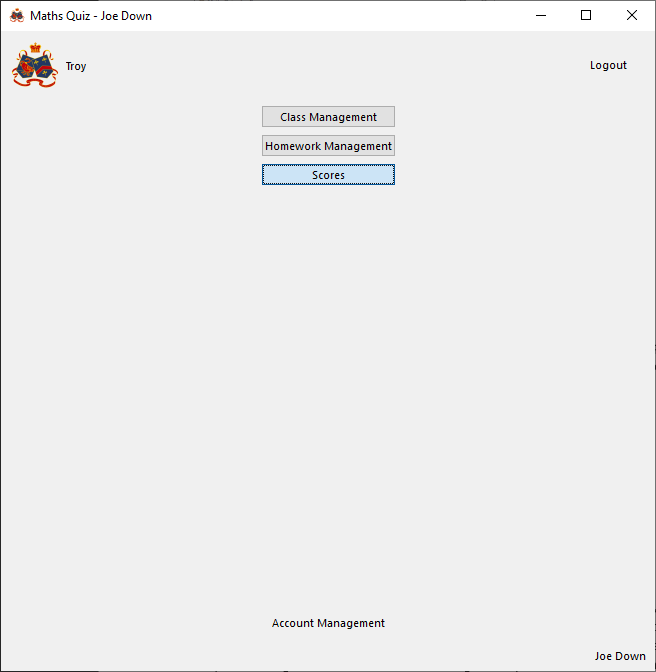 Maths Quiz - Joe Down
Troy
Logout
Class Management
Homework Management
Scores
Account Management
Joe Down